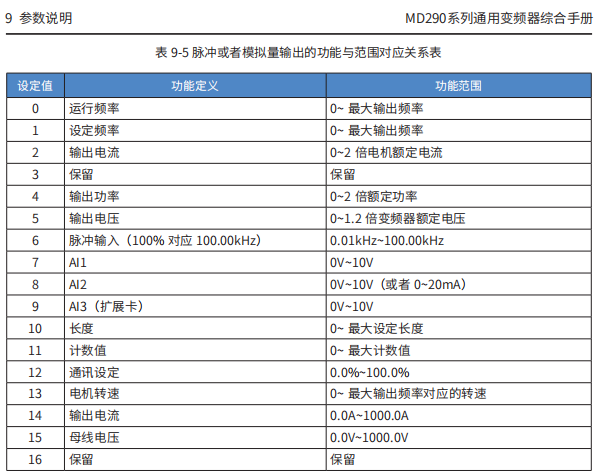 9 参数说明 MD290系列通用变频器综合手册
表 9-5 脉冲或者模拟量输出的功能与范围对应关系表
设定值 功能定义 功能范围
0 运行频率 0~ 最大输出频率
1 设定频率 0~ 最大输出频率
2 输出电流 0~2 倍电机额定电流
3 保留 保留
4 输出功率 0~2 倍额定功率
5 输出电压 0~1.2 倍变频器额定电压
6 脉冲输入（100% 对应 100.00kHz） 0.01kHz~100.00kHz
7 AI1 0V~10V
8 AI2 0V~10V（或者 0~20mA）
9 AI3（扩展卡） 0V~10V
10 长度 0~ 最大设定长度
11 计数值 0~ 最大计数值
12 通讯设定 0.0%~100.0%
13 电机转速 0~ 最大输出频率对应的转速
14 输出电流 0.0A~1000.0A
15 母线电压 0.0V~1000.0V
16 保留 保留